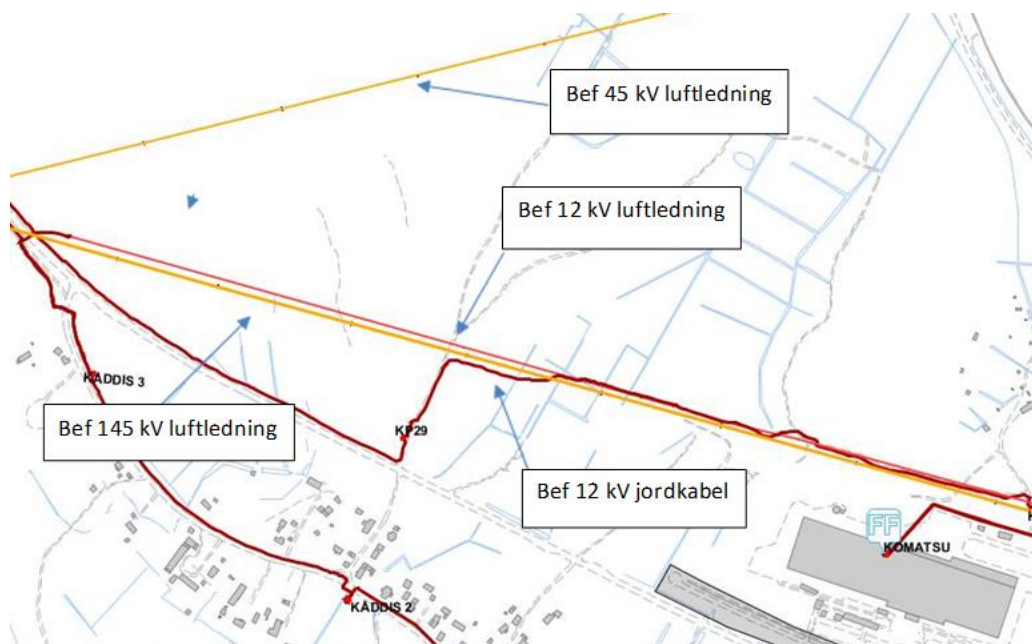 Bef 45 kV luftledning
Bef 12 kV luftledning
KÄDDIS 3
Bef 145 kV luftledning
KP29
Bef 12 kV jordkabel
FF
KOMATSU
KÄDDIS 2